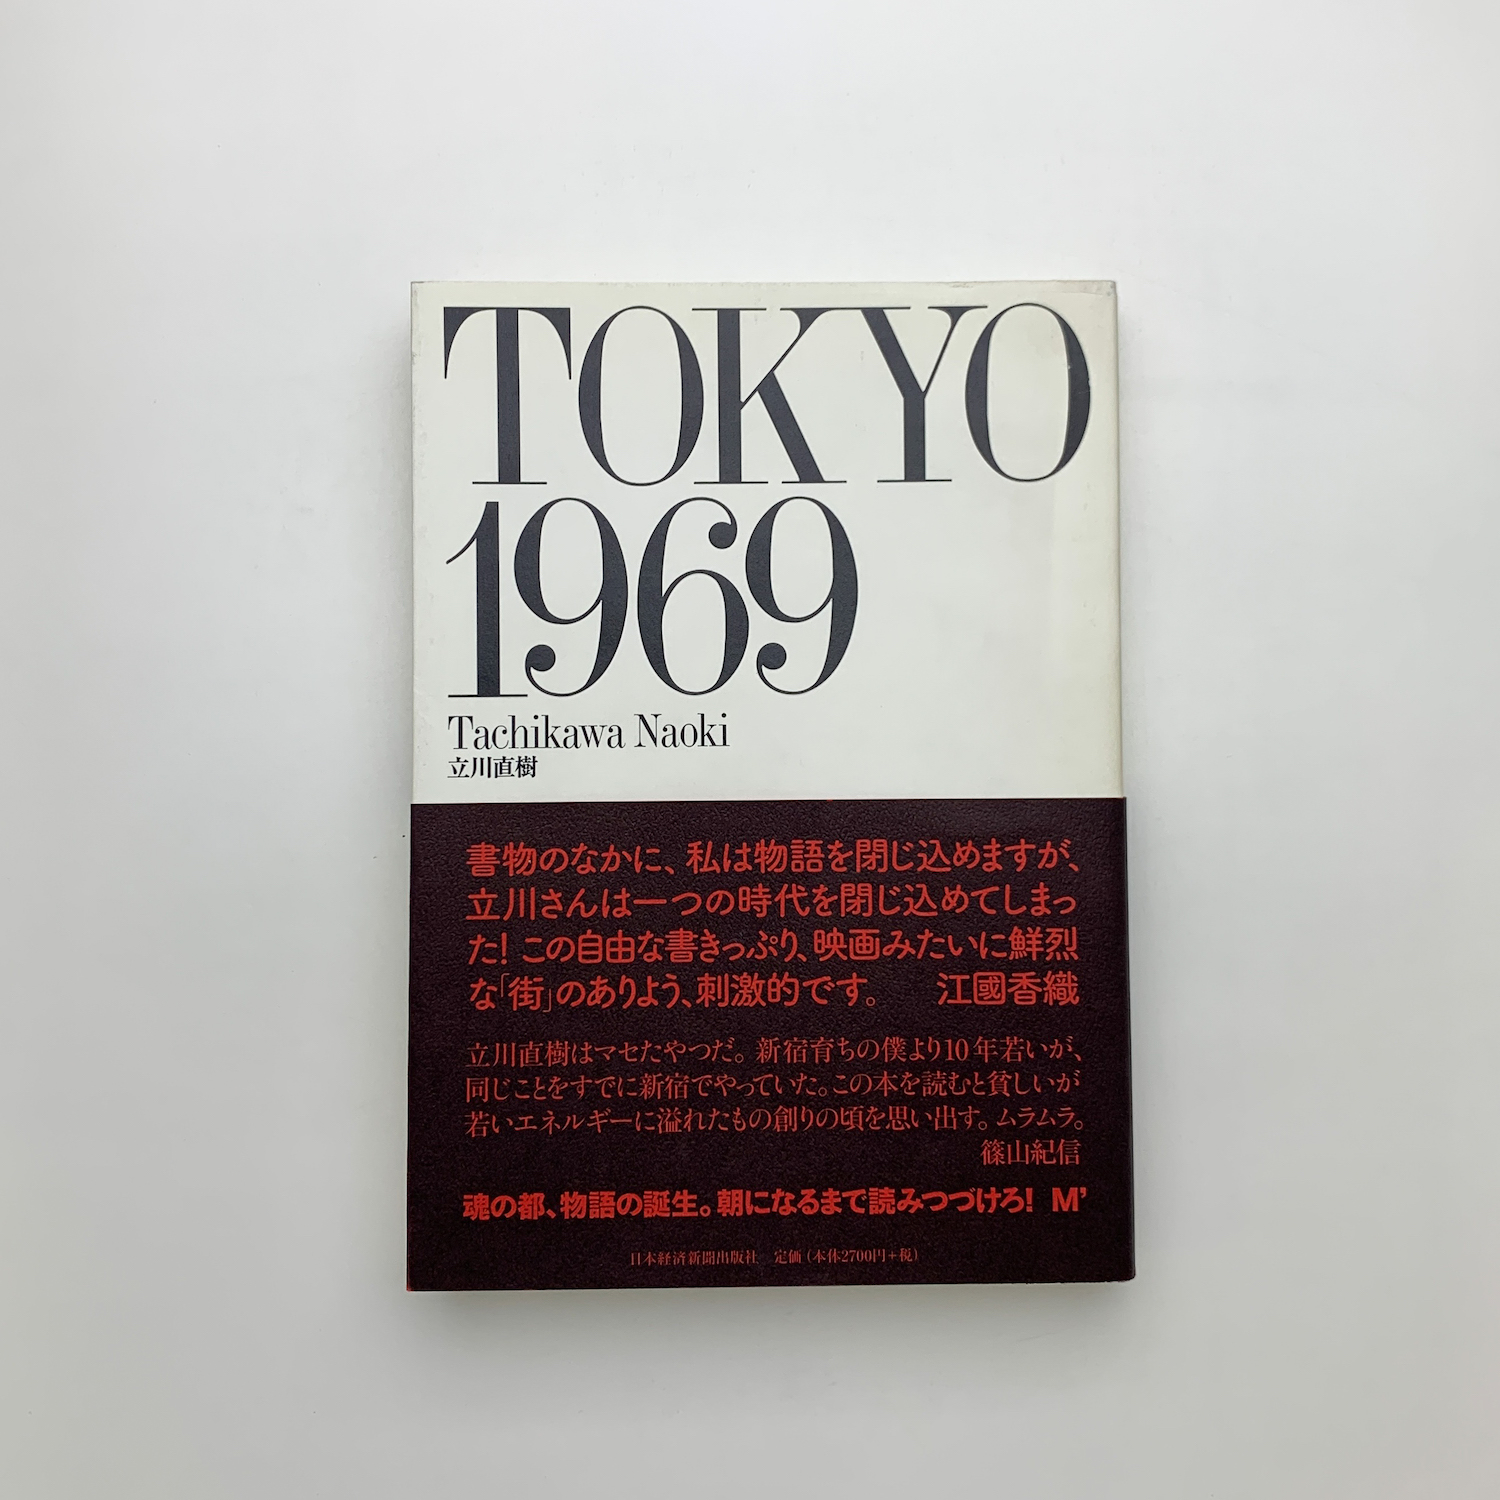 TOKYO
1969
Tachikawa Naoki
立川直樹
書物のなかに、私は物語を閉じ込めますが、
立川さんは一つの時代を閉じ込めてしまっ
た! この自由な書きっぷり、映画みたいに鮮烈
な「街」のありよう、刺激的です。 江國香織
立川直樹はマセたやつだ。新宿育ちの僕より10年若いが、
同じことをすでに新宿でやっていた。この本を読むと貧しいが
若いエネルギーに溢れたもの創りの頃を思い出す。ムラムラ。
篠山紀信
魂の都、物語の誕生。朝になるまで読みつづけろ! M'
日本経済新聞出版社 定価(本体2700円+税)